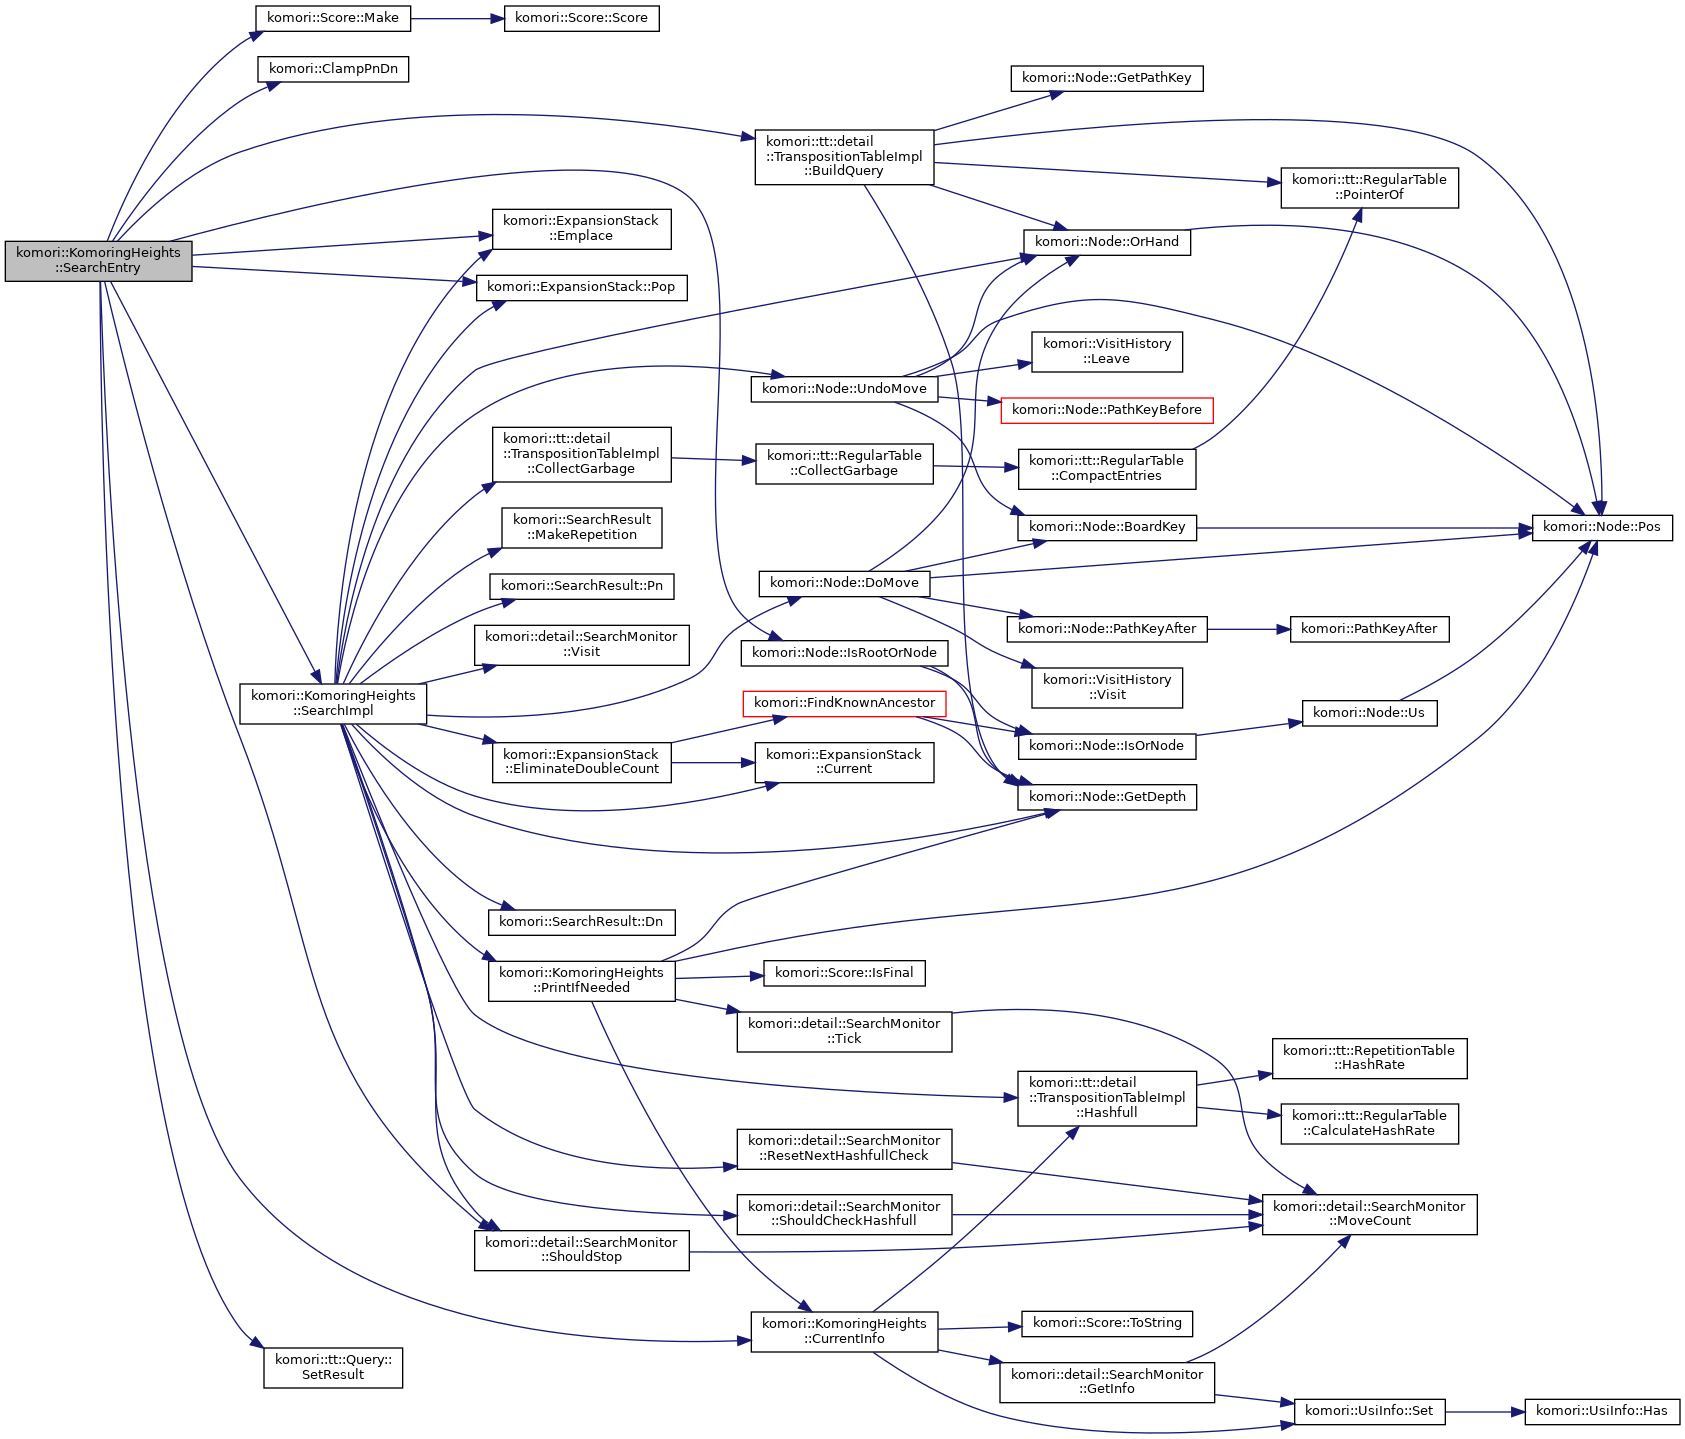 komori::KomoringHeights
::SearchEntry
komori::Score::Make
komori::Score::Score
komori::ClampPnDn
komori::tt::detail
::TranspositionTableImpl
::BuildQuery
komori::Node::GetPathKey
komori::tt::RegularTable
::PointerOf
komori::ExpansionStack
::Emplace
komori::Node::OrHand
komori::ExpansionStack::Pop
komori::VisitHistory
::Leave
komori::Node::UndoMove
komori::Node::PathKeyBefore
komori::tt::detail
::TranspositionTableImpl
::CollectGarbage
komori::tt::RegularTable
::CollectGarbage
komori::tt::RegularTable
::CompactEntries
komori::SearchResult
::MakeRepetition
komori::Node::BoardKey
komori::Node::Pos
komori::SearchResult::Pn
komori::Node::DoMove
komori::Node::PathKeyAfter
komori::PathKeyAfter
komori::detail::SearchMonitor
::Visit
komori::Node::IsRootOrNode
komori::VisitHistory
::Visit
komori::KomoringHeights
::SearchImpl
komori::FindKnownAncestor
komori::Node::Us
komori::Node::IsOrNode
komori::ExpansionStack
::EliminateDoubleCount
komori::ExpansionStack
::Current
komori::Node::GetDepth
komori::SearchResult::Dn
komori::KomoringHeights
::PrintIfNeeded
komori::Score::IsFinal
komori::detail::SearchMonitor
::Tick
komori::tt::RepetitionTable
::HashRate
komori::tt::detail
::TranspositionTableImpl
::Hashfull
komori::tt::RegularTable
::CalculateHashRate
komori::detail::SearchMonitor
::ResetNextHashfullCheck
komori::detail::SearchMonitor
::ShouldCheckHashfull
komori::detail::SearchMonitor
::MoveCount
komori::detail::SearchMonitor
::ShouldStop
komori::KomoringHeights
::CurrentInfo
komori::Score::ToString
komori::tt::Query::
SetResult
komori::detail::SearchMonitor
::GetInfo
komori::UsiInfo::Set
komori::UsiInfo::Has